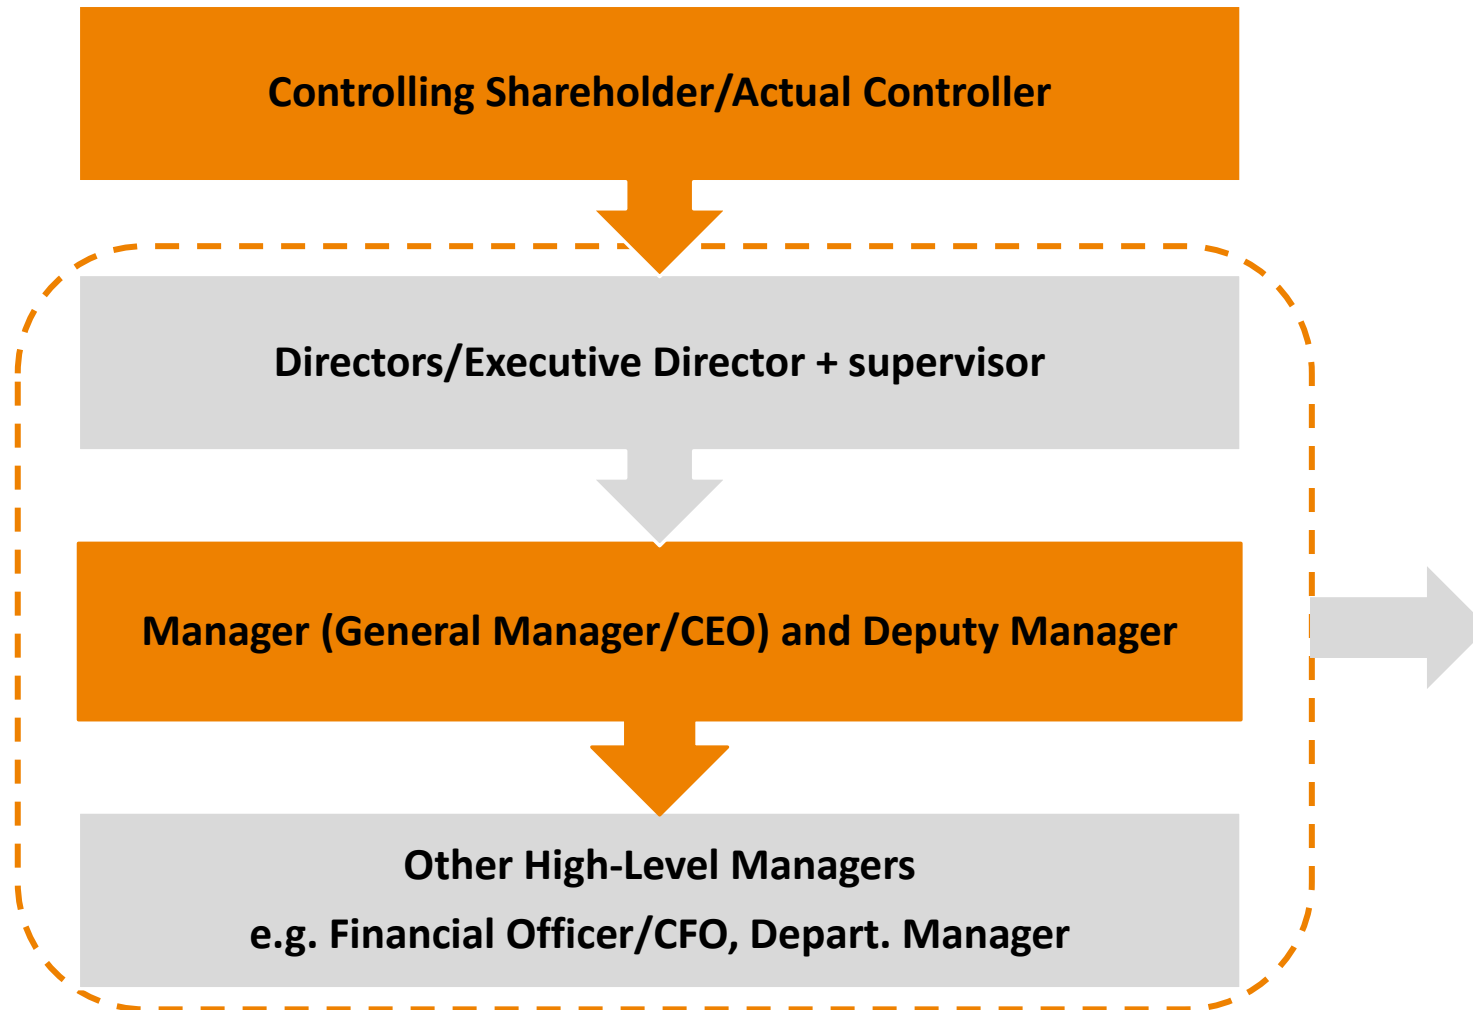 Controlling Shareholder/Actual Controller
Directors/Executive Director + supervisor
Manager (General Manager/CEO) and Deputy Manager
Other High-Level Managers
e.g. Financial Officer/CFO, Depart. Manager